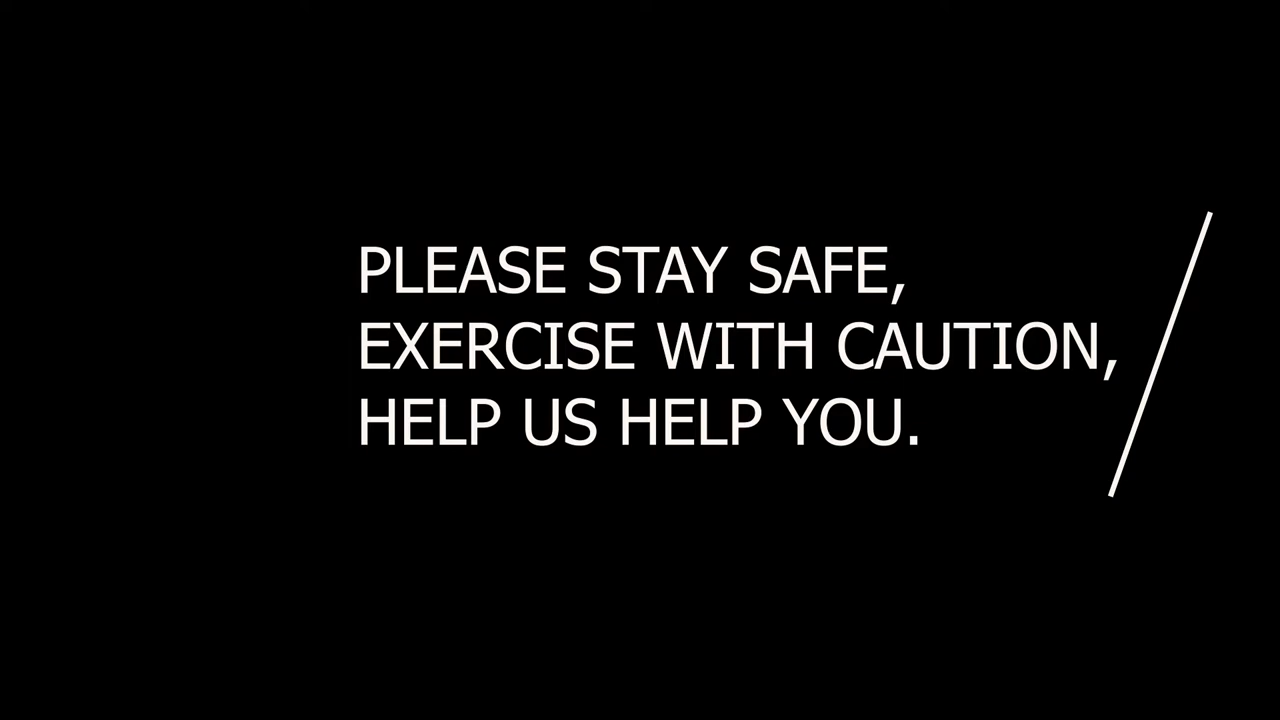 PLEASE STAY SAFE,
EXERCISE WITH CAUTION,
HELP US HELP YOU.